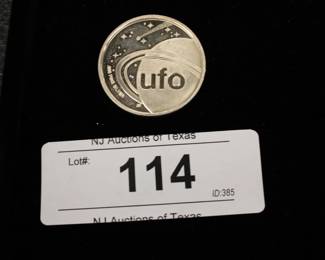 ufo
NJ Auctions of Texas
Lot#:
114
ID:385
NJ Auctions of Texas